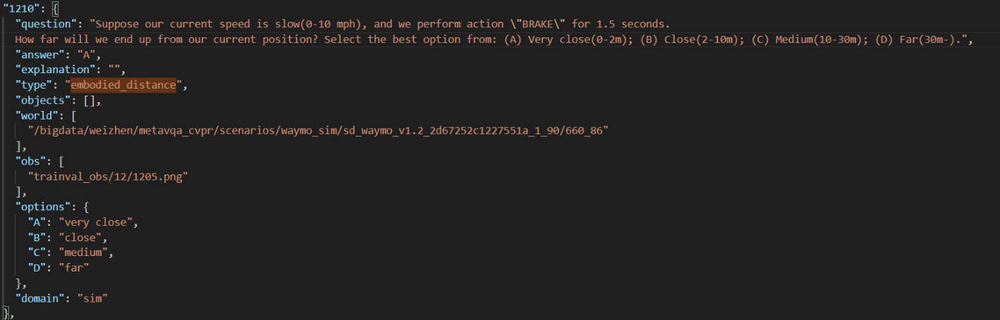 "1210": {
"question": "Suppose our current speed is slow(0-10 mph), and we perform action \"BRAKE\" for 1.5 seconds.
How far will we end up from our current position? Select the best option from: (A) Very close(0-2m); (B) Close(2-10m); (C) Medium(10-30m); (D) Far(30m-).",
"answer": "A",
"explanation": "",
"type": "embodied_distance",
"objects": [],
"world": [
"/bigdata/weizhen/metavqa_cvpr/scenarios/waymo_sim/sd_waymo_v1.2_2d67252c1227551a_1_90/660_86"
],
"obs": [
"trainval_obs/12/1205.png"
],
"options": {
"A": "very close",
"B": "close",
"C": "medium",
"D": "far"
},
"domain": "sim"
},